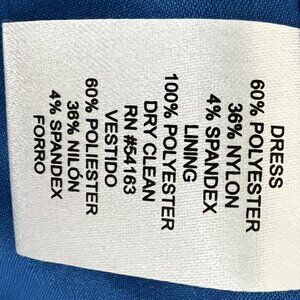 DRESS
60% POLYESTER
36% NYLON
4% SPANDEX
LINING
100% POLYESTER
DRY CLEAN
RN #54163
VESTIDO
60% POLIESTER
36% NILÓN
4% SPANDEX
FORRO